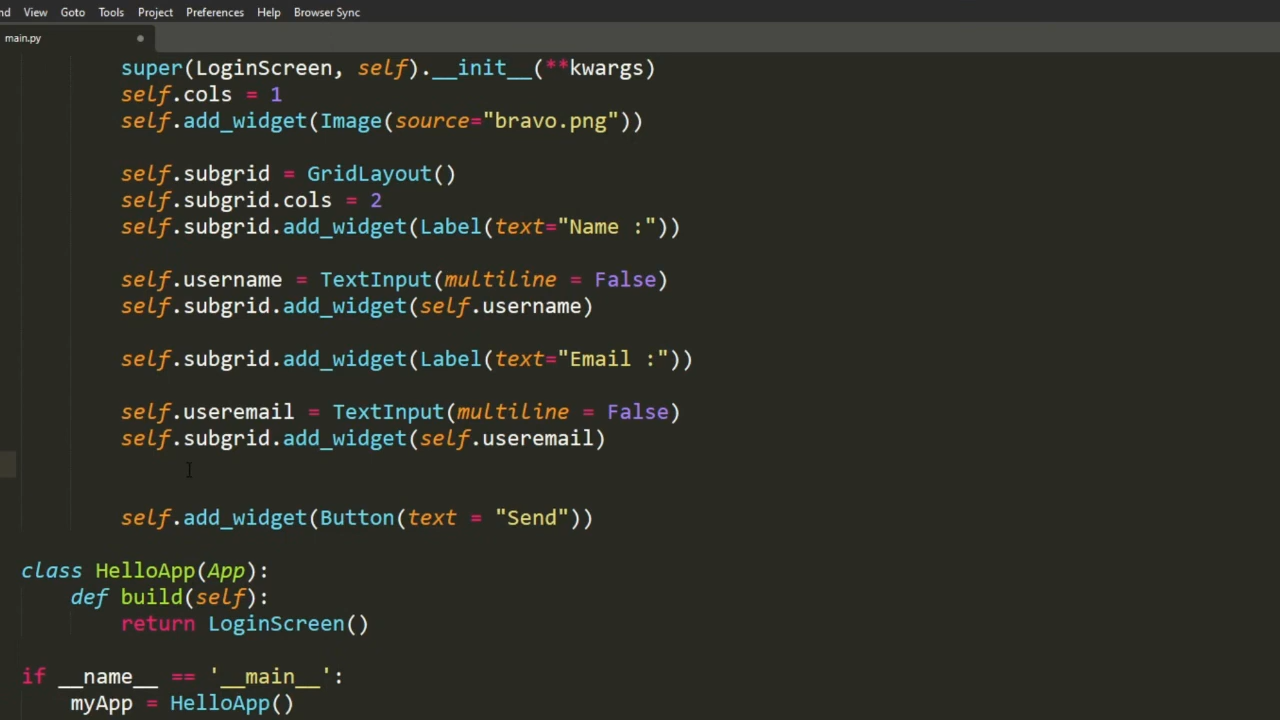 nd View Goto Tools Project Preferences Help Browser Sync
main.py
super(LoginScreen, self).__init__(**kwargs)
self.cols = 1
self.add_widget(Image(source="bravo.png"))
self.subgrid = GridLayout()
self.subgrid.cols = 2
self.subgrid.add_widget(Label(text="Name :"))
self.username = TextInput(multiline = False)
self.subgrid.add_widget(self.username)
self.subgrid.add_widget(Label(text="Email :"))
self.useremail = TextInput(multiline = False)
self.subgrid.add_widget(self.useremail)
self.add_widget(Button(text = "Send"))
class HelloApp(App):
def build(self):
return LoginScreen()
if __name__ == '__main__':
myApp = HelloApp()